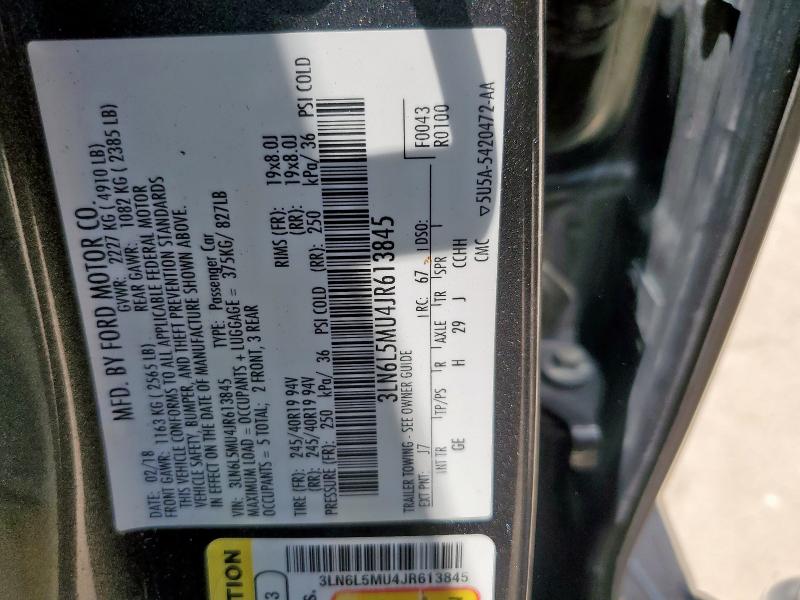 MFD. BY FORD MOTOR CO.
DATE: 02/18 GVWR: 2227 KG ( 4910 LB)
FRONT GAWR: 1163 KG ( 2565 LB) REAR GAWR: 1082 KG ( 2385 LB)
THIS VEHICLE CONFORMS TO ALL APPLICABLE FEDERAL MOTOR
VEHICLE SAFETY, BUMPER, AND THEFT PREVENTION STANDARDS
IN EFFECT ON THE DATE OF MANUFACTURE SHOWN ABOVE.
VIN: 3LN6L5MU4JR613845 TYPE: Passenger Car
MAXIMUM LOAD = OCCUPANTS + LUGGAGE = 375KG/ 827LB
OCCUPANTS = 5 TOTAL, 2 FRONT, 3 REAR
TIRE (FR): 245/40R19 94V RIMS (FR): 19x8.0J
(RR): 245/40R19 94V (RR): 19x8.0J
PRESSURE (FR): 250 kPa/ 36 PSI COLD (RR): 250 kPa/ 36 PSI COLD
3LN6L5MU4JR613845
TRAILER TOWING - SEE OWNER GUIDE F0043
EXT PNT: J7 RC: 67 DSO: R0100
INT TR TP/PS R AXLE TR SPR
GE H 29 J CCHH
CMC ▽5U5A-5420472-AA
TION
3
3LN6L5MU4JR613845
S.